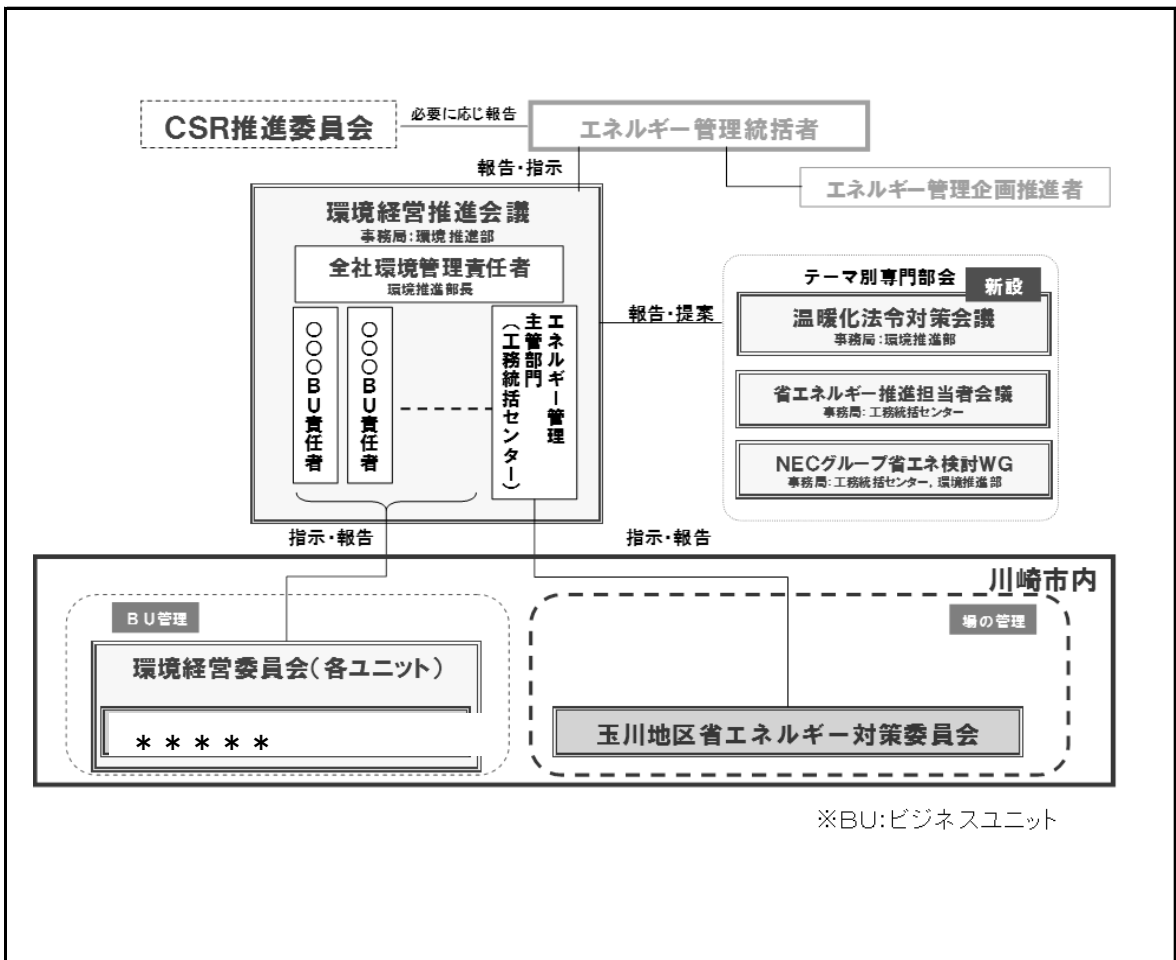 CSR推進委員会
必要に応じ報告
エネルギー管理統括者
報告・指示
エネルギー管理企画推進者
環境経営推進会議
事務局：環境推進部
全社環境管理責任者
環境推進部長
○○○BU責任者
○○○BU責任者
エネルギー管理
主管部門
（工務統括センター）
報告・提案
テーマ別専門部会
新設
温暖化法令対策会議
事務局：環境推進部
省エネルギー推進担当者会議
事務局：工務統括センター
NECグループ省エネ検討WG
事務局：工務統括センター，環境推進部
指示・報告
指示・報告
川崎市内
ＢＵ管理
場の管理
環境経営委員会（各ユニット）
＊＊＊＊＊
玉川地区省エネルギー対策委員会
※BU：ビジネスユニット